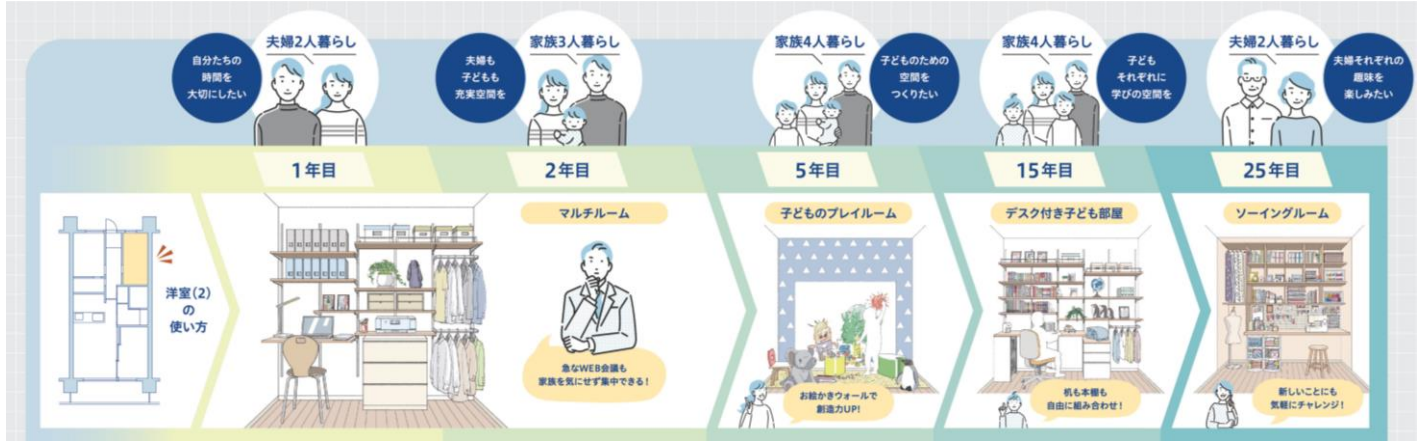 夫婦2人暮らし
自分たちの
時間を
大切にしたい
家族3人暮らし
夫婦も
子どもも
充実空間を
家族4人暮らし
子どものための
空間を
つくりたい
家族4人暮らし
子ども
それぞれに
学びの空間を
夫婦2人暮らし
夫婦それぞれの
趣味を
楽しみたい
1年目
2年目
5年目
15年目
25年目
洋室(2)
の
使い方
マルチルーム
急なWEB会議も
家族を気にせず集中できる!
子どものプレイルーム
お絵かきウォールで
創造力UP!
デスク付き子ども部屋
机も本棚も
自由に組み合わせ!
ソーイングルーム
新しいことにも
気軽にチャレンジ!